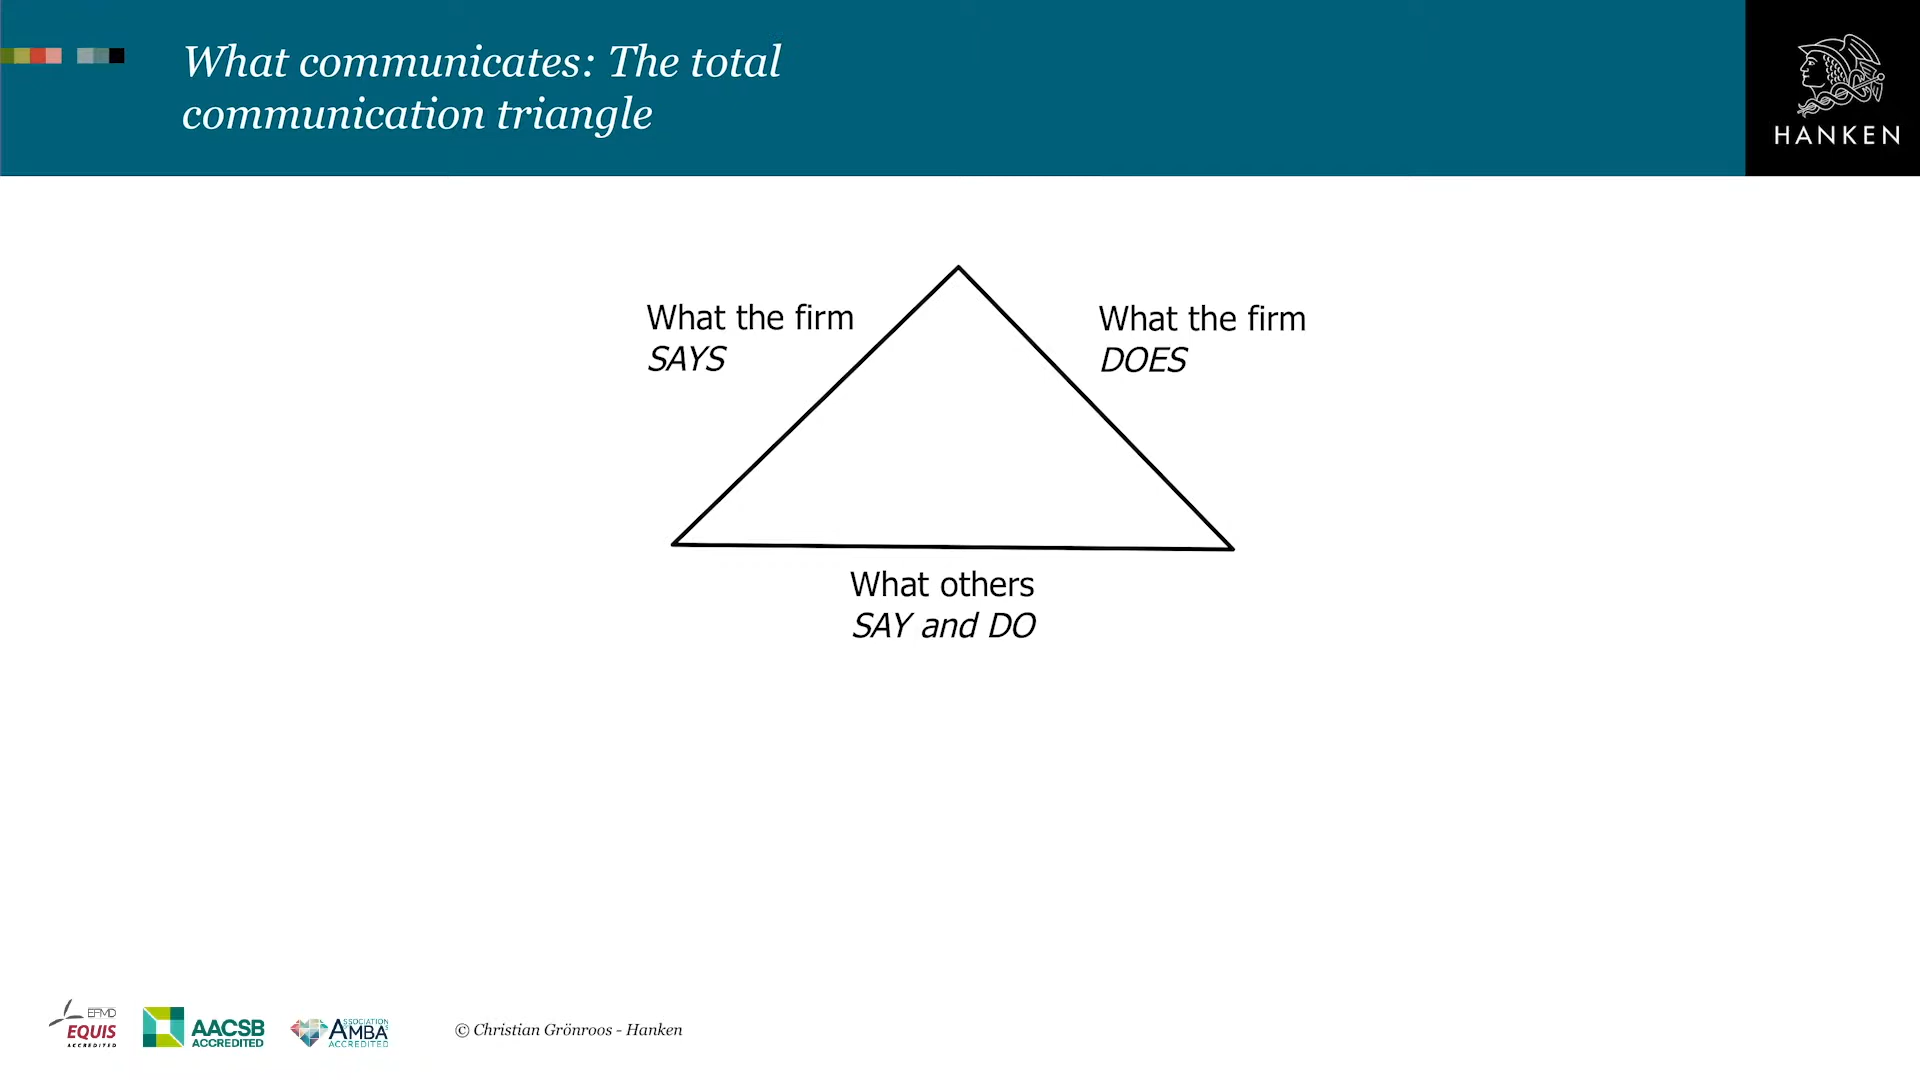 What communicates: The total
communication triangle
HANKEN
What the firm
SAYS
What the firm
DOES
What others
SAY and DO
EFMD
EQUIS
ACCREDITED
AACSB
ACCREDITED
ASSOCIATION
AMBA
ACCREDITED
© Christian Grönroos - Hanken